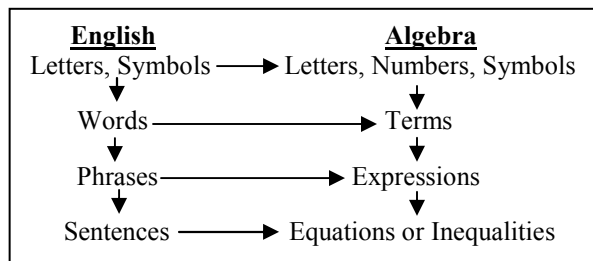 English Algebra
Letters, Symbols Letters, Numbers, Symbols
Words Terms
Phrases Expressions
Sentences Equations or Inequalities